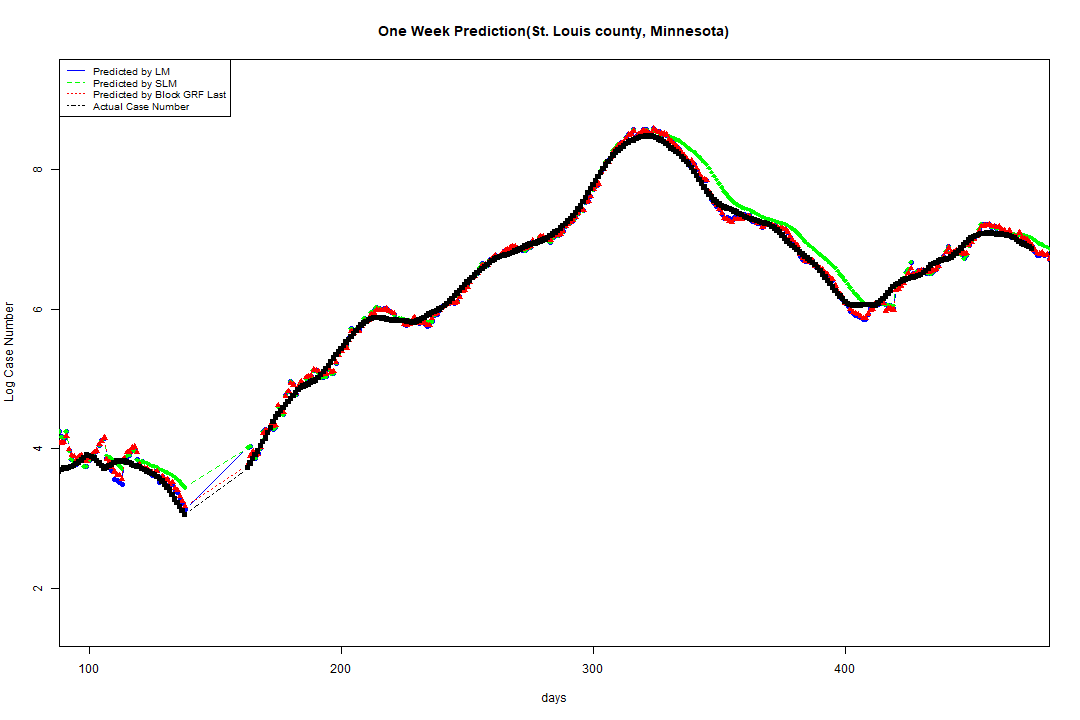 One Week Prediction(St. Louis county, Minnesota)
Predicted by LM
Predicted by SLM
Predicted by Block GRF Last
Actual Case Number
8
6
4
2
Log Case Number
100 200 300 400
days